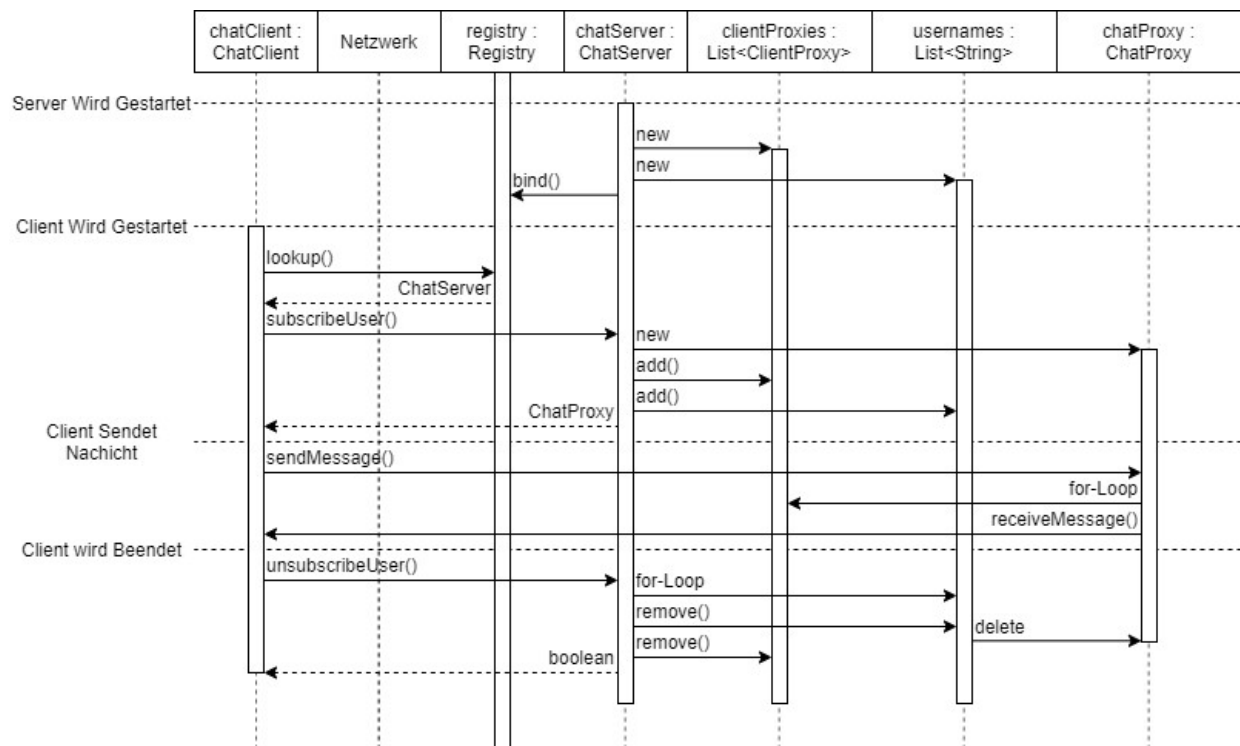 chatClient :
ChatClient
Netzwerk
registry :
Registry
chatServer :
ChatServer
clientProxies :
List<ClientProxy>
usernames :
List<String>
chatProxy :
ChatProxy
Server Wird Gestartet
new
new
bind()
Client Wird Gestartet
lookup()
ChatServer
subscribeUser()
new
add()
add()
ChatProxy
Client Sendet
Nachicht
sendMessage()
for-Loop
receiveMessage()
Client wird Beendet
unsubscribeUser()
for-Loop
remove()
delete
remove()
boolean